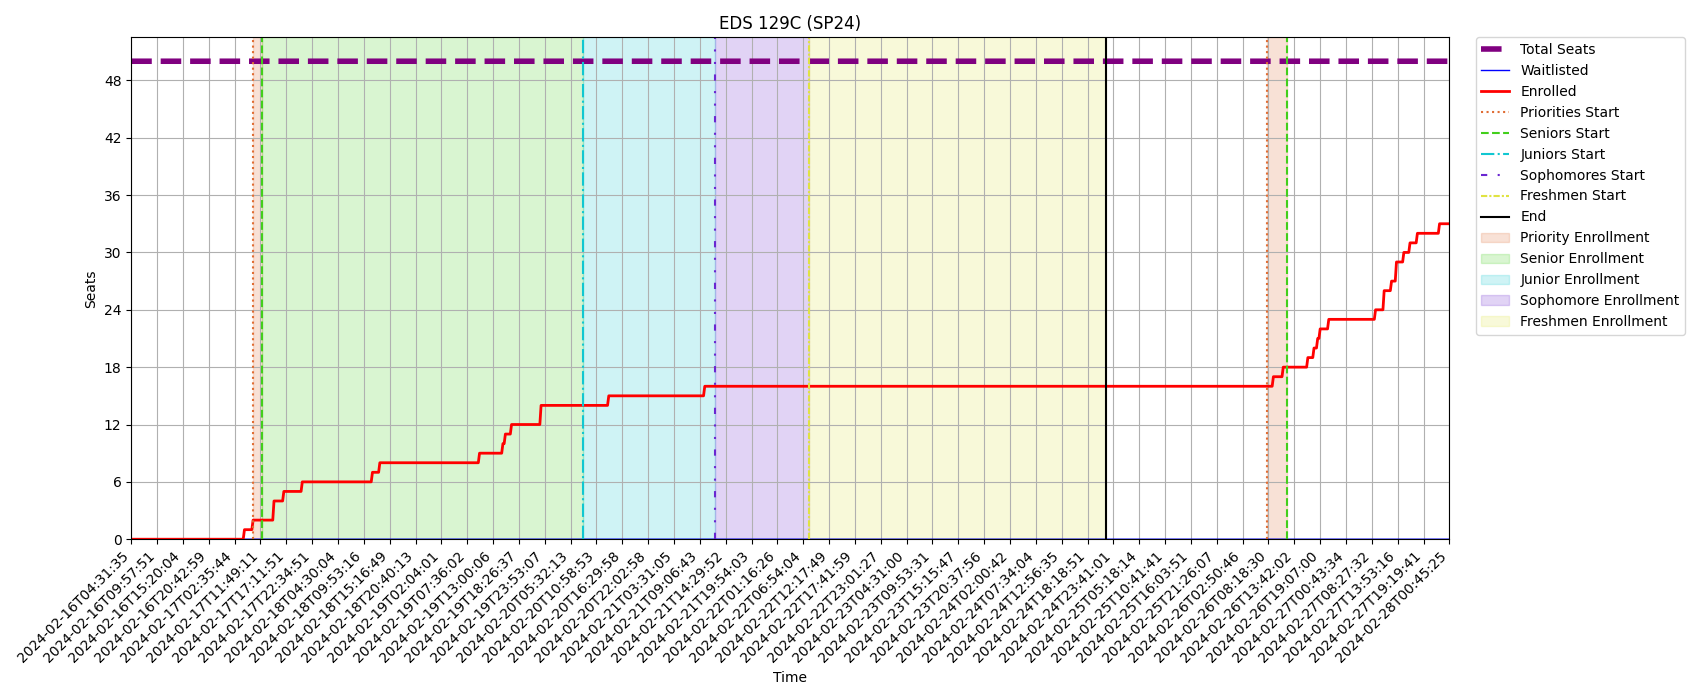 EDS 129C (SP24)
Seats
48
42
36
30
24
18
12
6
0
2024-02-16T04:31:35
2024-02-16T09:57:51
2024-02-16T15:20:04
2024-02-16T20:42:59
2024-02-17T02:35:44
2024-02-17T11:49:11
2024-02-17T17:11:51
2024-02-17T22:34:51
2024-02-18T04:30:04
2024-02-18T09:53:16
2024-02-18T15:16:49
2024-02-18T20:40:13
2024-02-19T02:04:01
2024-02-19T07:36:02
2024-02-19T13:00:06
2024-02-19T18:26:37
2024-02-19T23:53:07
2024-02-20T05:32:13
2024-02-20T10:58:53
2024-02-20T16:29:58
2024-02-20T22:02:58
2024-02-21T03:31:05
2024-02-21T09:06:43
2024-02-21T14:29:52
2024-02-21T19:54:03
2024-02-22T01:16:26
2024-02-22T06:54:04
2024-02-22T12:17:49
2024-02-22T17:41:59
2024-02-22T23:01:27
2024-02-23T04:31:00
2024-02-23T09:53:31
2024-02-23T15:15:47
2024-02-23T20:37:56
2024-02-24T02:00:42
2024-02-24T07:34:04
2024-02-24T12:56:35
2024-02-24T18:18:51
2024-02-24T23:41:01
2024-02-25T05:18:14
2024-02-25T10:41:41
2024-02-25T16:03:51
2024-02-25T21:26:07
2024-02-26T02:50:46
2024-02-26T08:18:30
2024-02-26T13:42:02
2024-02-26T19:07:00
2024-02-27T00:43:34
2024-02-27T08:27:32
2024-02-27T13:53:16
2024-02-27T19:19:41
2024-02-28T00:45:25
Time
Total Seats
Waitlisted
Enrolled
Priorities Start
Seniors Start
Juniors Start
Sophomores Start
Freshmen Start
End
Priority Enrollment
Senior Enrollment
Junior Enrollment
Sophomore Enrollment
Freshmen Enrollment